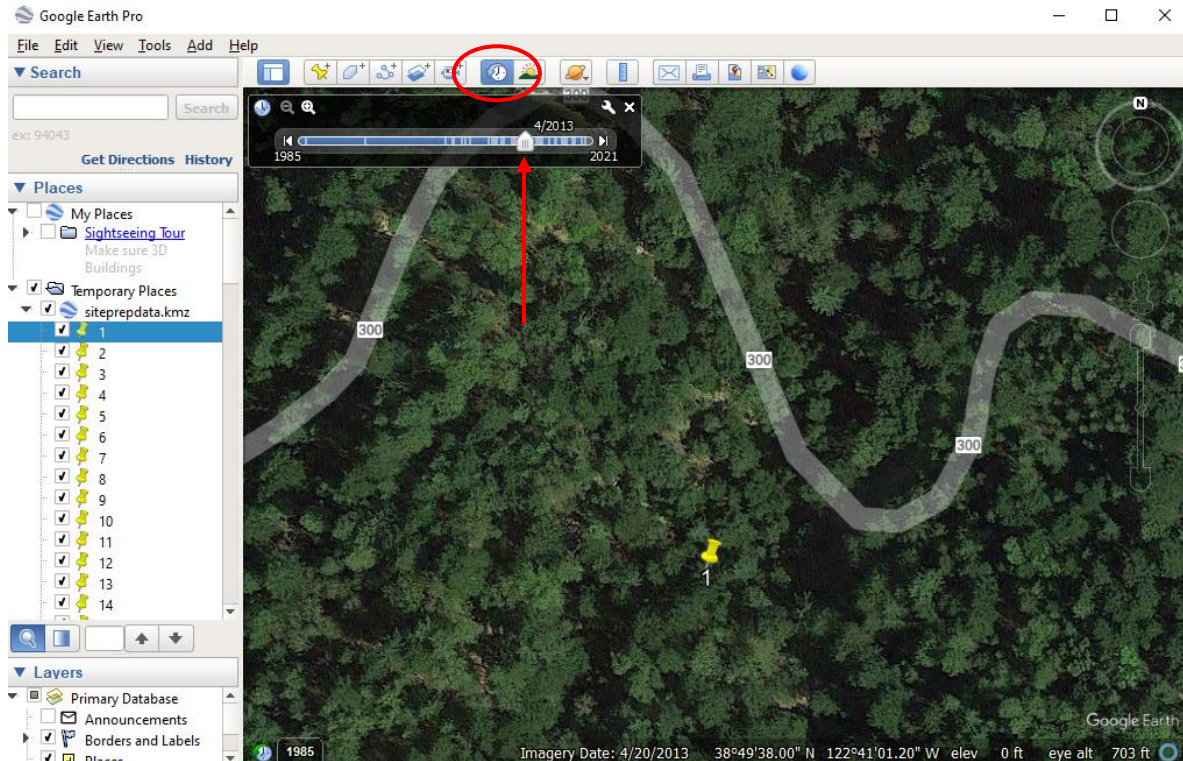 Google Earth Pro
File Edit View Tools Add Help
Search
Search
ex: 94043
Get Directions History
Places
My Places
Sightseeing Tour
Make sure 3D
Buildings
Temporary Places
siteprepdata.kmz
1
2
3
4
5
6
7
8
9
10
11
12
13
14
Layers
Primary Database
Announcements
Borders and Labels
Places
4/2013
1985 2021
300
N
300
300
300
1
Google Earth
1985 Imagery Date: 4/20/2013 38°49'38.00" N 122°41'01.20" W elev 0 ft eye alt 703 ft